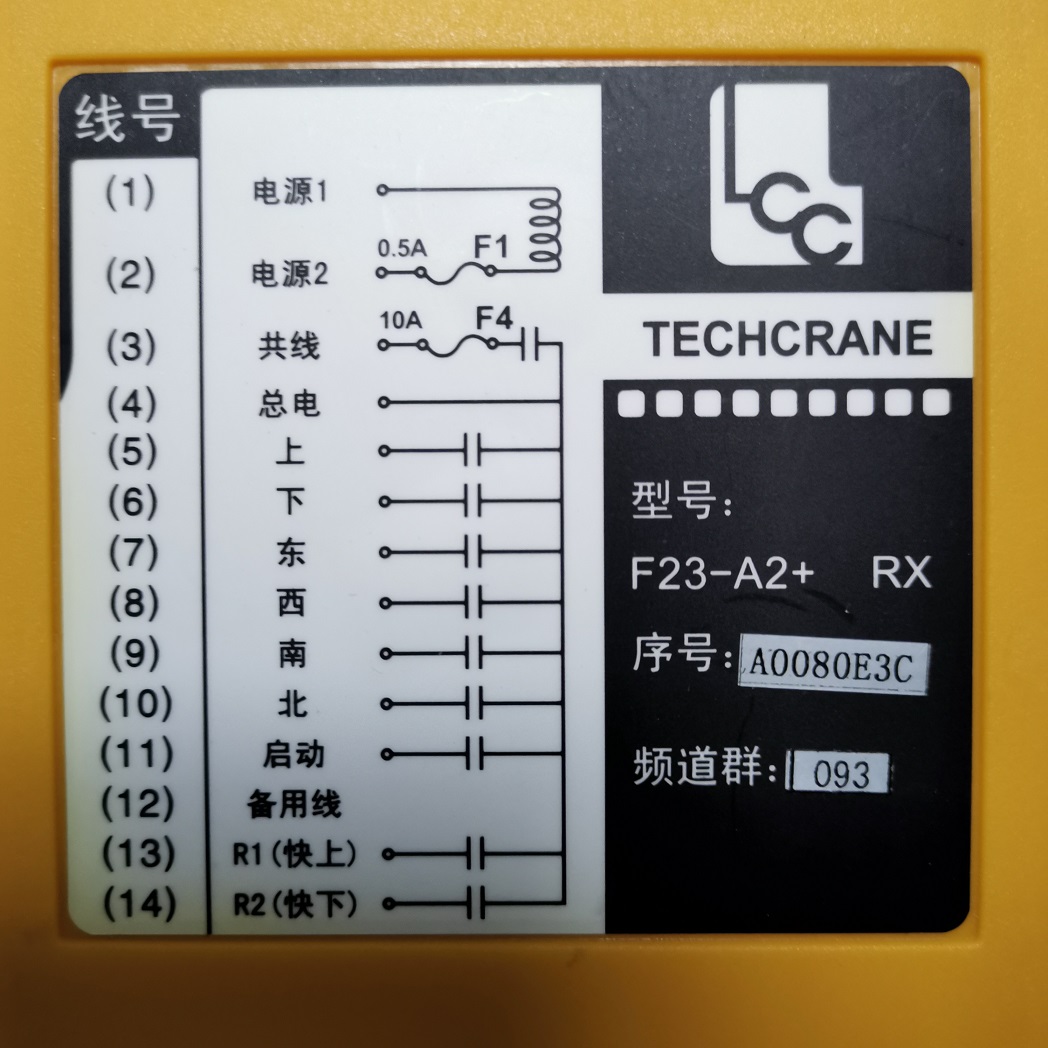 线号
(1) 电源1
0.5A F1
(2) 电源2
10A F4
(3) 共线
(4) 总电
(5) 上
(6) 下
(7) 东
(8) 西
(9) 南
(10) 北
(11) 启动
(12) 备用线
(13) R1(快上)
(14) R2(快下)
LCC
TECHCRANE
型号:
F23-A2+ RX
序号: A0080E3C
频道群: 093